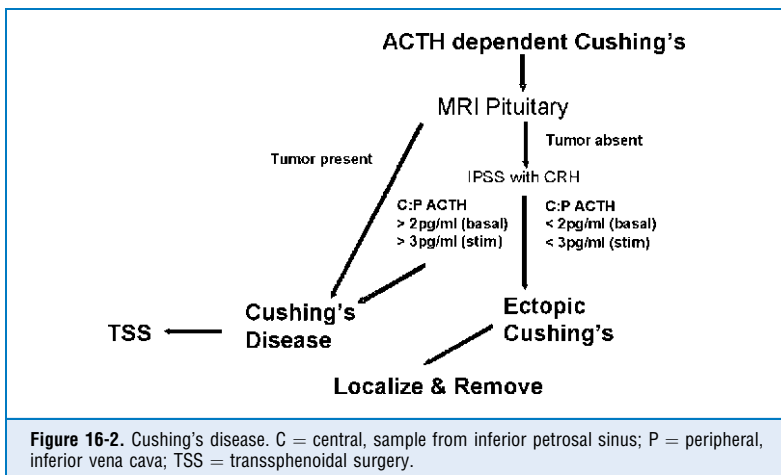 ACTH dependent Cushing's
MRI Pituitary
Tumor present
Tumor absent
IPSS with CRH
C:P ACTH
> 2pg/ml (basal)
> 3pg/ml (stim)
C:P ACTH
< 2pg/ml (basal)
< 3pg/ml (stim)
TSS
Cushing's
Disease
Ectopic
Cushing's
Localize & Remove
Figure 16-2. Cushing's disease. C = central, sample from inferior petrosal sinus; P = peripheral,
inferior vena cava; TSS = transsphenoidal surgery.